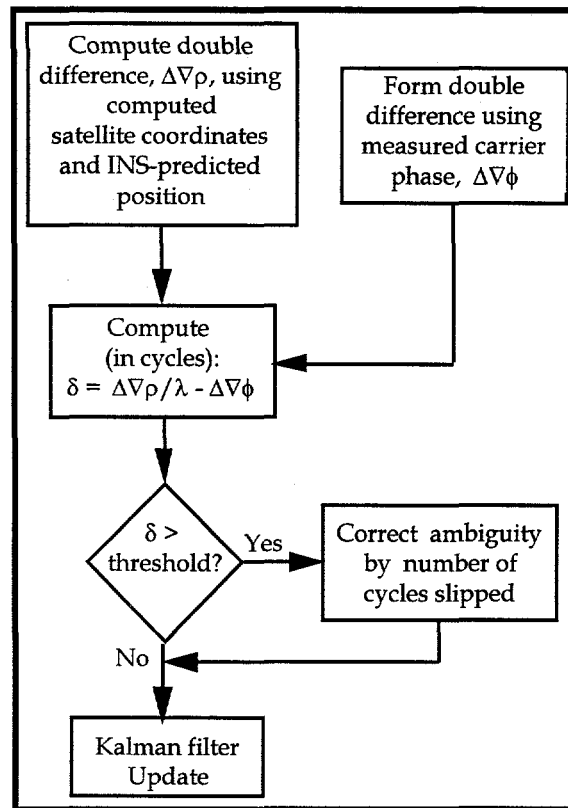 Compute double
difference, Δ∇ρ, using
computed
satellite coordinates
and INS-predicted
position
Form double
difference using
measured carrier
phase, Δ∇ϕ
Compute
(in cycles):
δ = Δ∇ρ/λ - Δ∇ϕ
δ >
threshold?
Yes
Correct ambiguity
by number of
cycles slipped
No
Kalman filter
Update